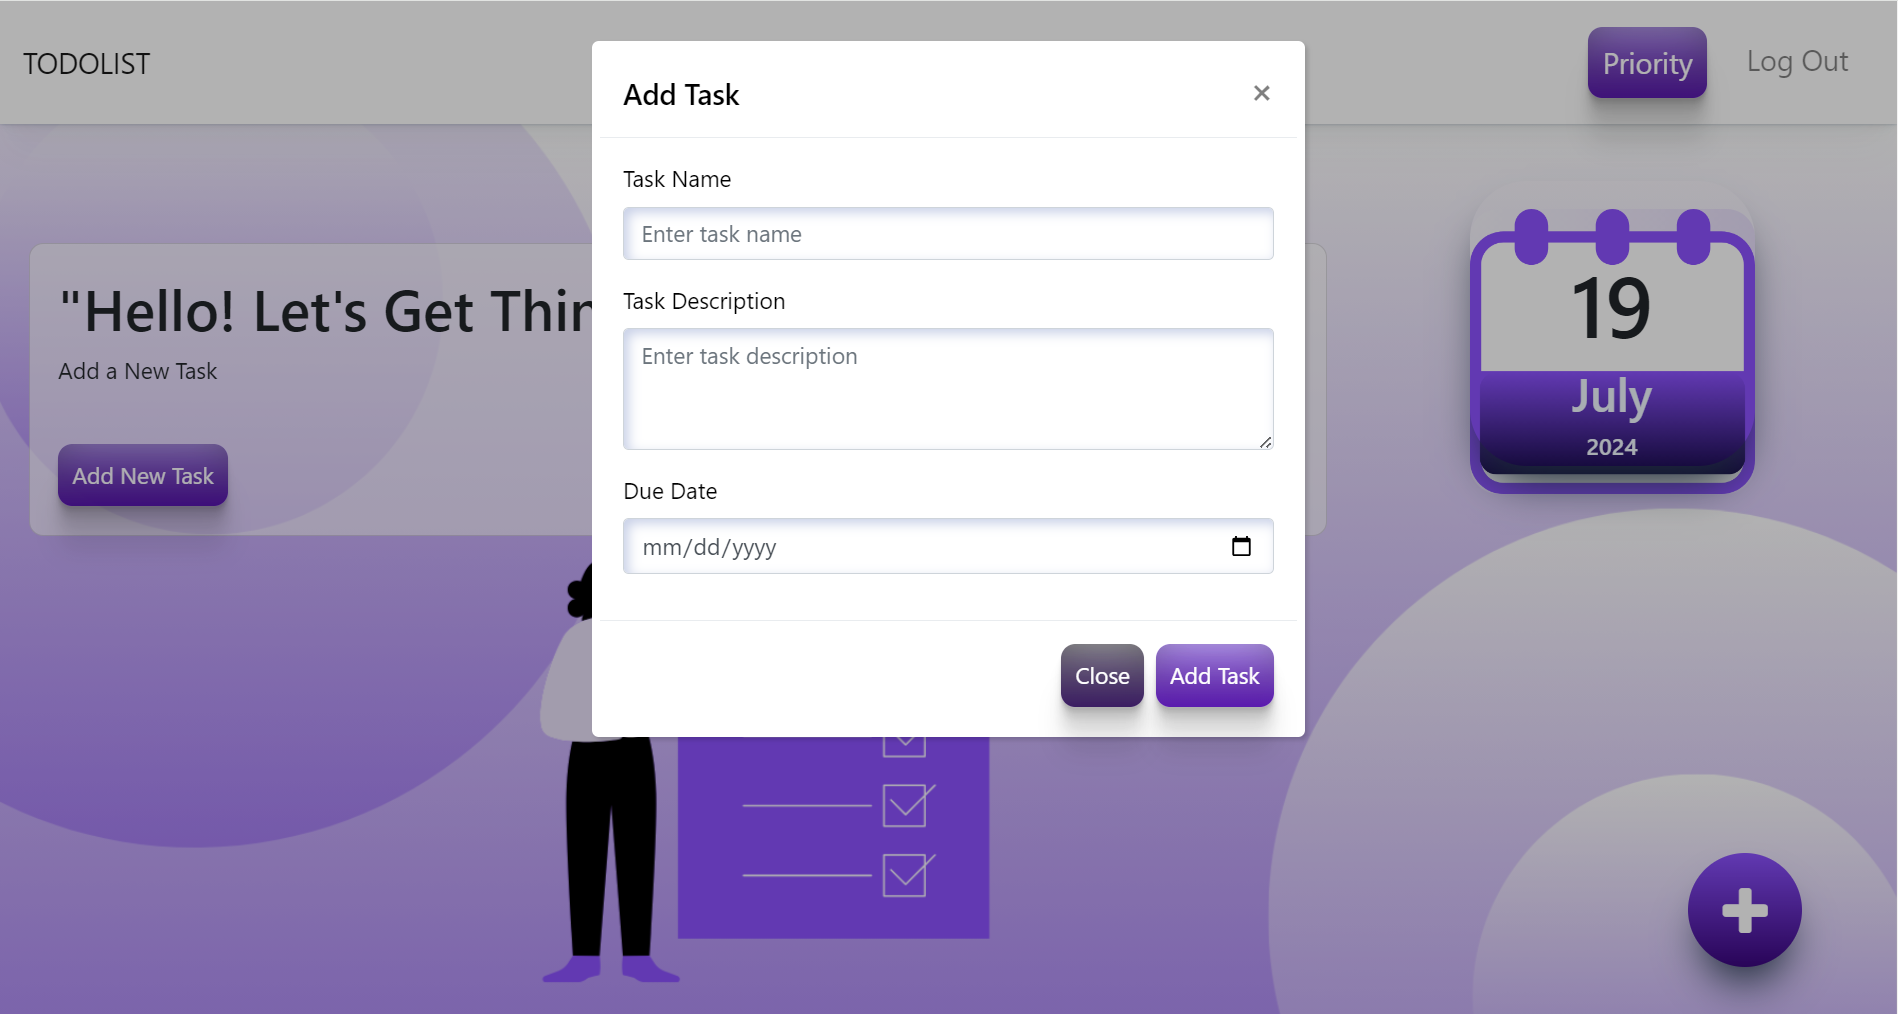 TODOLIST
Priority
Log Out
Add Task
×
Task Name
Enter task name
Task Description
Enter task description
Due Date
mm/dd/yyyy
Close
Add Task
"Hello! Let's Get
Add a New Task
Add New Task
19
July
2024